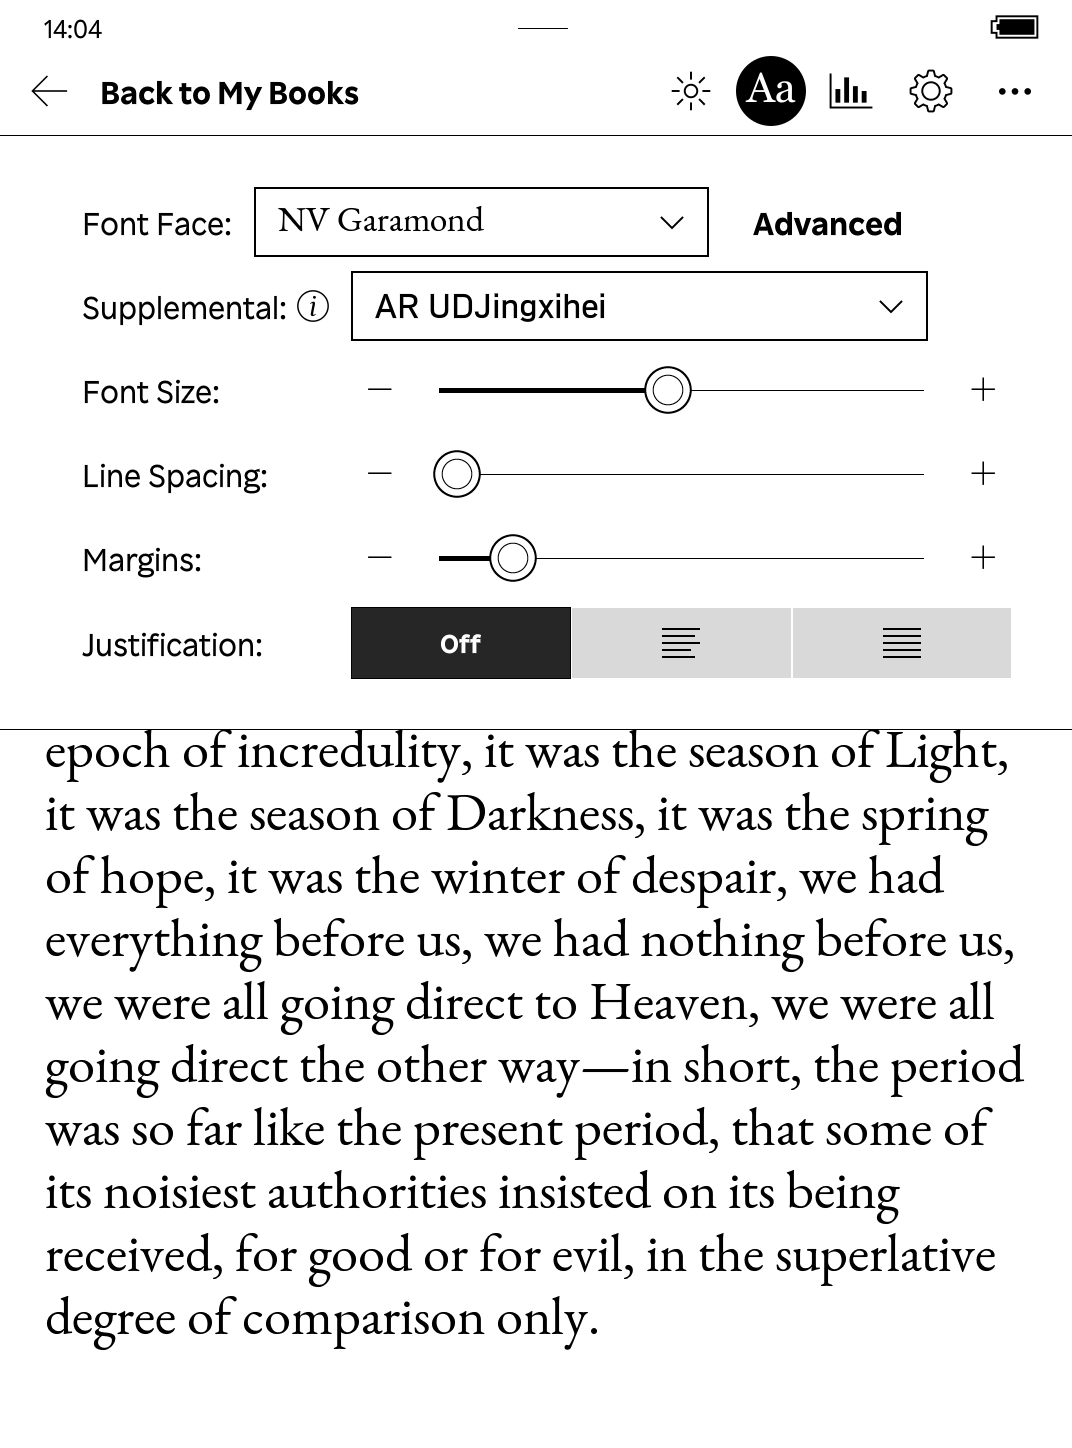 14:04
Back to My Books
Aa
Font Face:
NV Garamond
Advanced
Supplemental:
i
AR UDJingxihei
Font Size:
Line Spacing:
Margins:
Justification:
Off
epoch of incredulity, it was the season of Light,
it was the season of Darkness, it was the spring
of hope, it was the winter of despair, we had
everything before us, we had nothing before us,
we were all going direct to Heaven, we were all
going direct the other way—in short, the period
was so far like the present period, that some of
its noisiest authorities insisted on its being
received, for good or for evil, in the superlative
degree of comparison only.